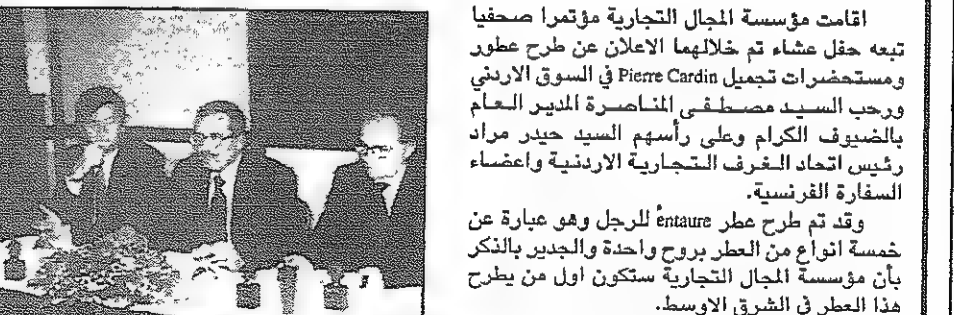 اقامت مؤسسة المجال التجارية مؤتمرا صحفيا
تبعه حفل عشاء تم خلالهما الاعلان عن طرح عطور
ومستحضرات تجميل Pierre Cardin في السوق الاردني
ورحب السيد مصطفى المناصرة المدير العام
بالضيوف الكرام وعلى رأسهم السيد حيدر مراد
رئيس اتحاد الغرف التجارية الاردنية واعضاء
السفارة الفرنسية.
وقد تم طرح عطر éntaure للرجل وهو عبارة عن
خمسة انواع من العطر بروح واحدة والجدير بالذكر
بأن مؤسسة المجال التجارية ستكون اول من يطرح
هذا العطر في الشرق الاوسط.